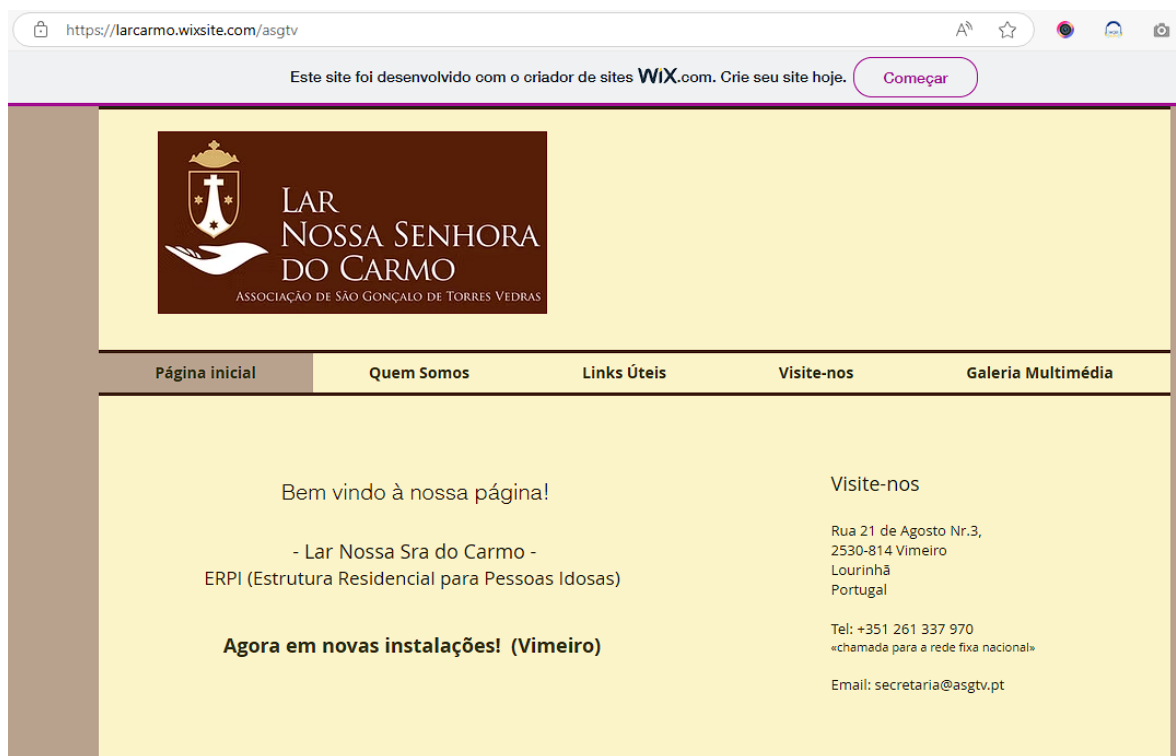 https://larcarmo.wixsite.com/asgtv
Este site foi desenvolvido com o criador de sites WiX.com. Crie seu site hoje. Começar
LAR
NOSSA SENHORA
DO CARMO
ASSOCIAÇÃO DE SÃO GONÇALO DE TORRES VEDRAS
Página inicial Quem Somos Links Úteis Visite-nos Galeria Multimédia
Bem vindo à nossa página!
- Lar Nossa Sra do Carmo -
ERPI (Estrutura Residencial para Pessoas Idosas)
Agora em novas instalações! (Vimeiro)
Visite-nos
Rua 21 de Agosto Nr.3,
2530-814 Vimeiro
Lourinhã
Portugal
Tel: +351 261 337 970
«chamada para a rede fixa nacional»
Email: secretaria@asgtv.pt